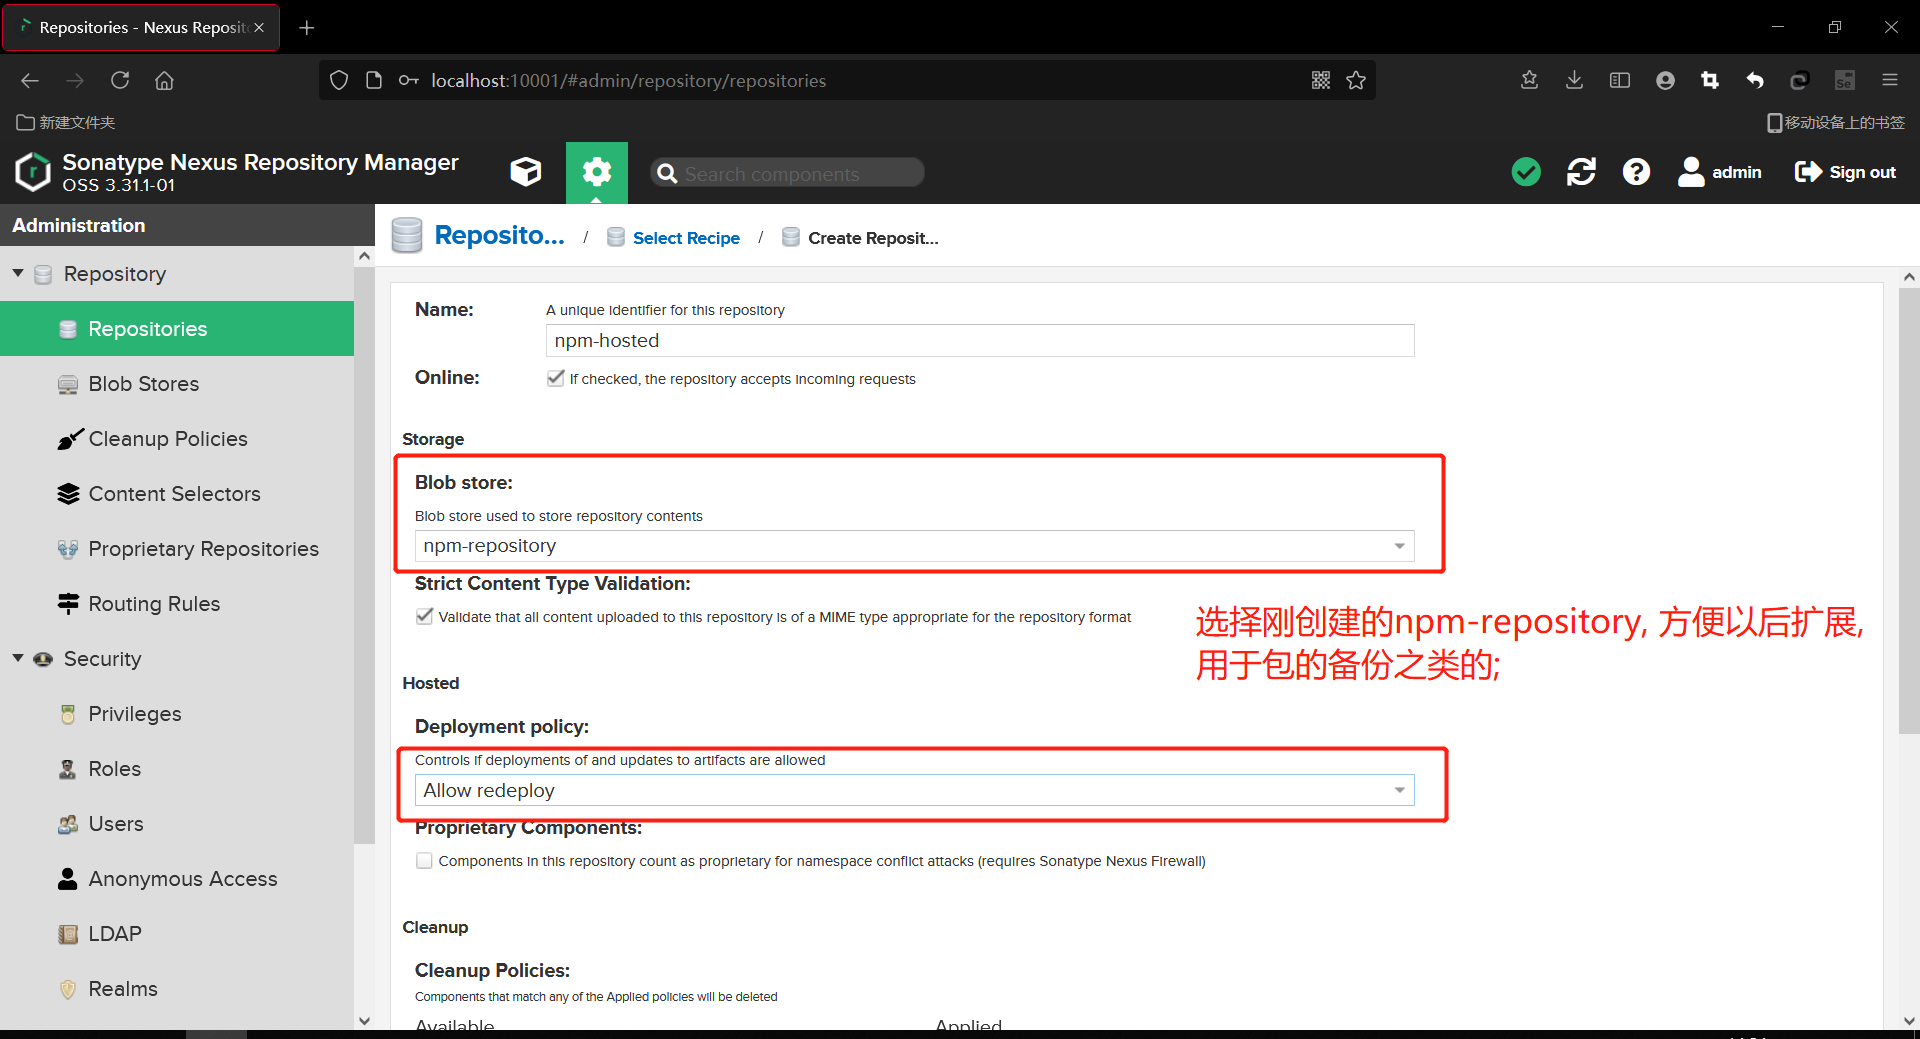 Repositories - Nexus Reposit
localhost:10001/#admin/repository/repositories
新建文件夹
移动设备上的书签
Sonatype Nexus Repository Manager
OSS 3.31.1-01
Search components
admin
Sign out
Administration
Repository
Repositories
Blob Stores
Cleanup Policies
Content Selectors
Proprietary Repositories
Routing Rules
Security
Privileges
Roles
Users
Anonymous Access
LDAP
Realms
Reposito... / Select Recipe / Create Reposit...
Name:
A unique identifier for this repository
npm-hosted
Online:
If checked, the repository accepts incoming requests
Storage
Blob store:
Blob store used to store repository contents
npm-repository
Strict Content Type Validation:
Validate that all content uploaded to this repository is of a MIME type appropriate for the repository format
选择刚创建的npm-repository, 方便以后扩展,
用于包的备份之类的;
Hosted
Deployment policy:
Controls if deployments of and updates to artifacts are allowed
Allow redeploy
Proprietary Components:
Components in this repository count as proprietary for namespace conflict attacks (requires Sonatype Nexus Firewall)
Cleanup
Cleanup Policies:
Components that match any of the Applied policies will be deleted
Available
Applied